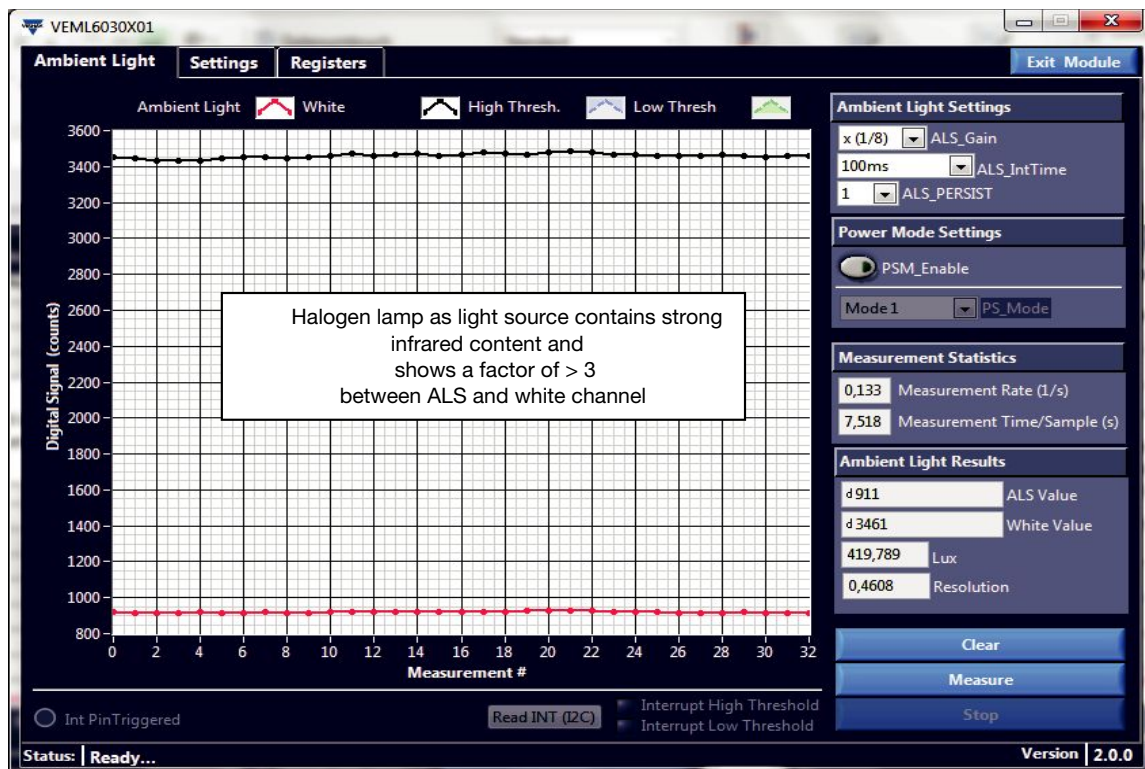 VEML6030X01
Ambient Light Settings Registers Exit Module
Ambient Light White High Thresh. Low Thresh
3600
3400
3200
3000
2800
2600
2400
2200
2000
1800
1600
1400
1200
1000
800
Digital Signal (counts)
0 2 4 6 8 10 12 14 16 18 20 22 24 26 28 30 32
Measurement #
Halogen lamp as light source contains strong
infrared content and
shows a factor of > 3
between ALS and white channel
Ambient Light Settings
x (1/8) ALS_Gain
100ms ALS_IntTime
1 ALS_PERSIST
Power Mode Settings
PSM_Enable
Mode1 PS_Mode
Measurement Statistics
0,133 Measurement Rate (1/s)
7,518 Measurement Time/Sample (s)
Ambient Light Results
d 911 ALS Value
d 3461 White Value
419,789 Lux
0,4608 Resolution
Clear
Measure
Stop
Int PinTriggered
Read INT (I2C)
Interrupt High Threshold
Interrupt Low Threshold
Status: Ready...
Version 2.0.0